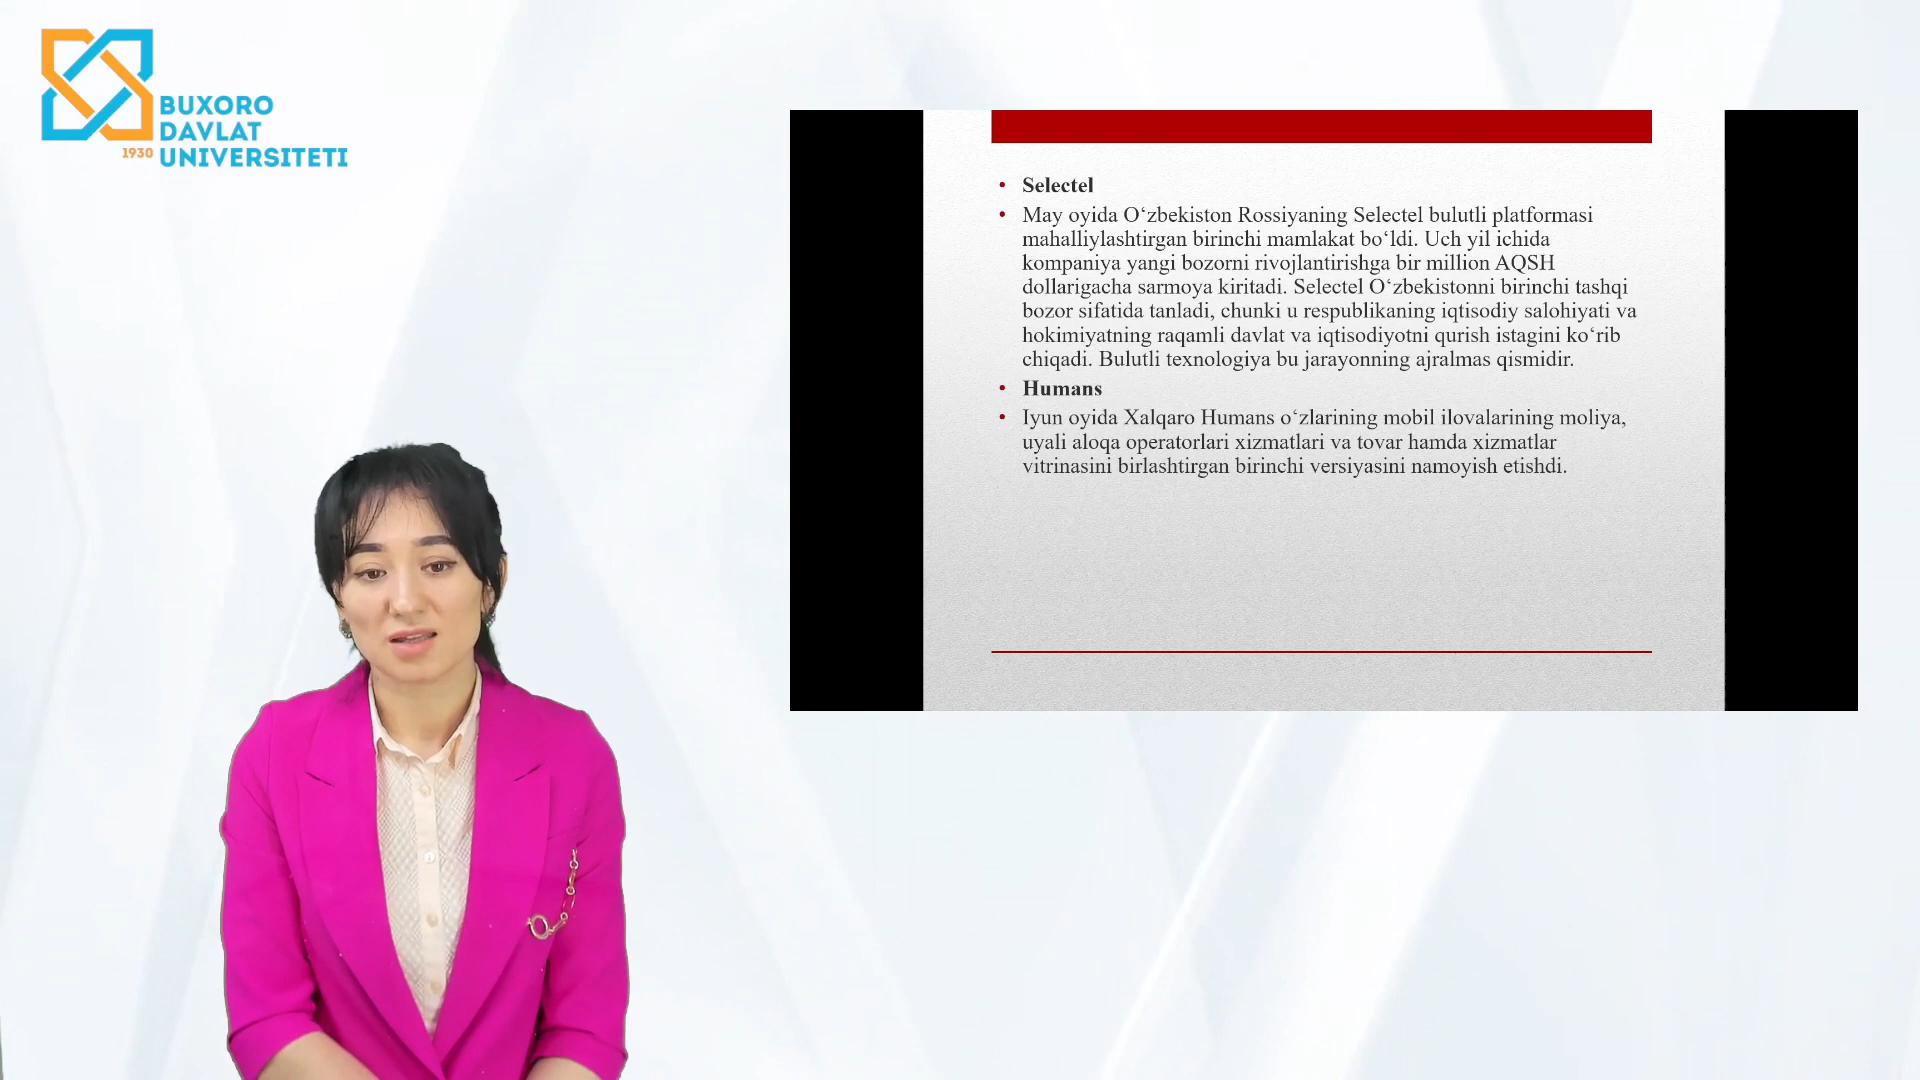 BUXORO
DAVLAT
1930 UNIVERSITETI
• Selectel
• May oyida O‘zbekiston Rossiyaning Selectel bulutli platformasi
mahalliylashtirgan birinchi mamlakat bo‘ldi. Uch yil ichida
kompaniya yangi bozorni rivojlantirishga bir million AQSH
dollarigacha sarmoya kiritadi. Selectel O‘zbekistonni birinchi tashqi
bozor sifatida tanladi, chunki u respublikaning iqtisodiy salohiyati va
hokimiyatning raqamli davlat va iqtisodiyotni qurish istagini ko‘rib
chiqadi. Bulutli texnologiya bu jarayonning ajralmas qismidir.
• Humans
• Iyun oyida Xalqaro Humans o‘zlarining mobil ilovalarining moliya,
uyali aloqa operatorlari xizmatlari va tovar hamda xizmatlar
vitrinasini birlashtirgan birinchi versiyasini namoyish etishdi.